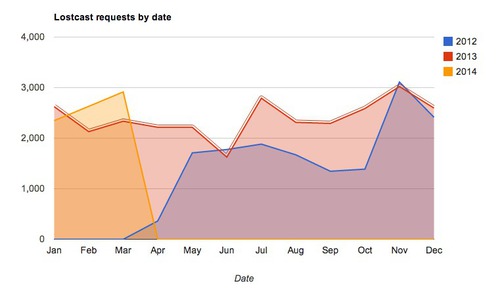 Lostcast requests by date
4,000
3,000
2,000
1,000
0
2012
2013
2014
Jan Feb Mar Apr May Jun Jul Aug Sep Oct Nov Dec
Date